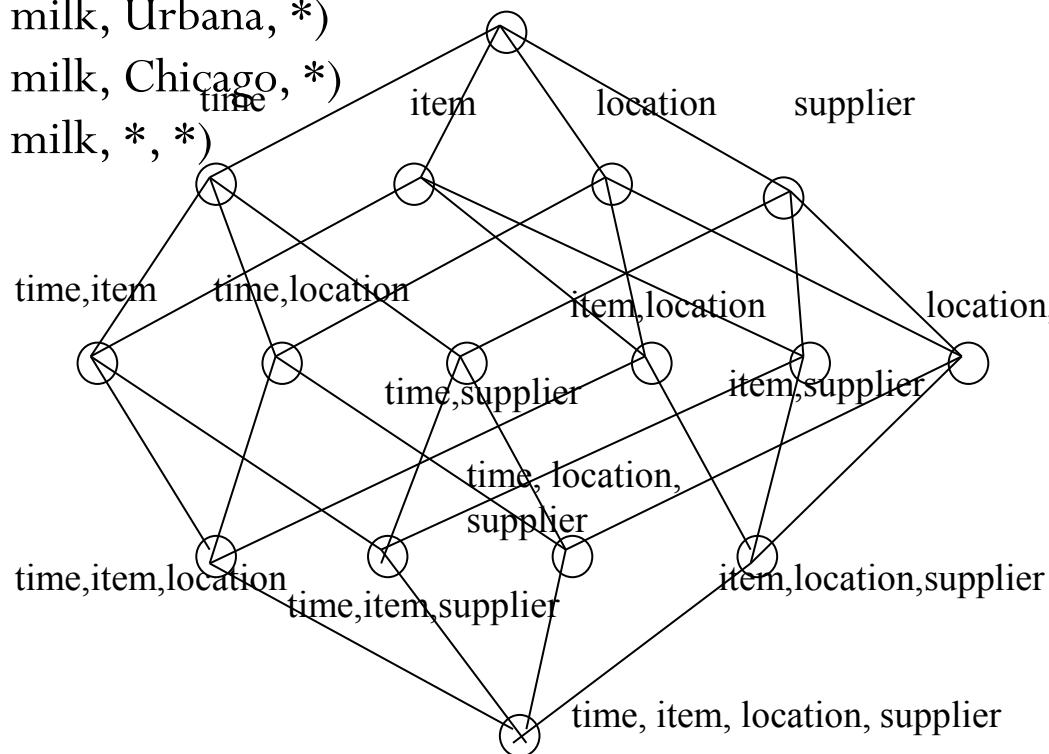 milk, Urbana, *)
milk, Chicago, *)
milk, *, *)
time
item
location
supplier
time,item
time,location
item,location
location,
time,supplier
item,supplier
time, location,
supplier
time,item,location
time,item,supplier
item,location,supplier
time, item, location, supplier